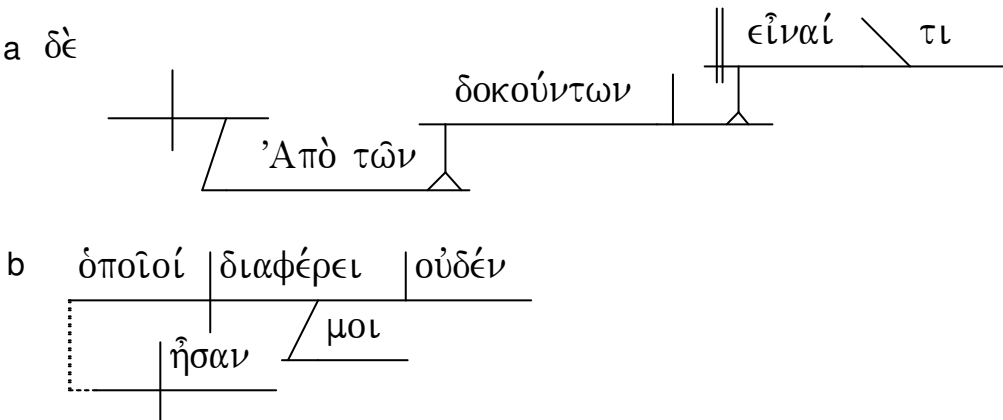 a δὲ εἶναί τι
δοκούντων
Ἀπὸ τῶν
b ὁποῖοί διαφέρει οὐδέν
μοι
ἦσαν